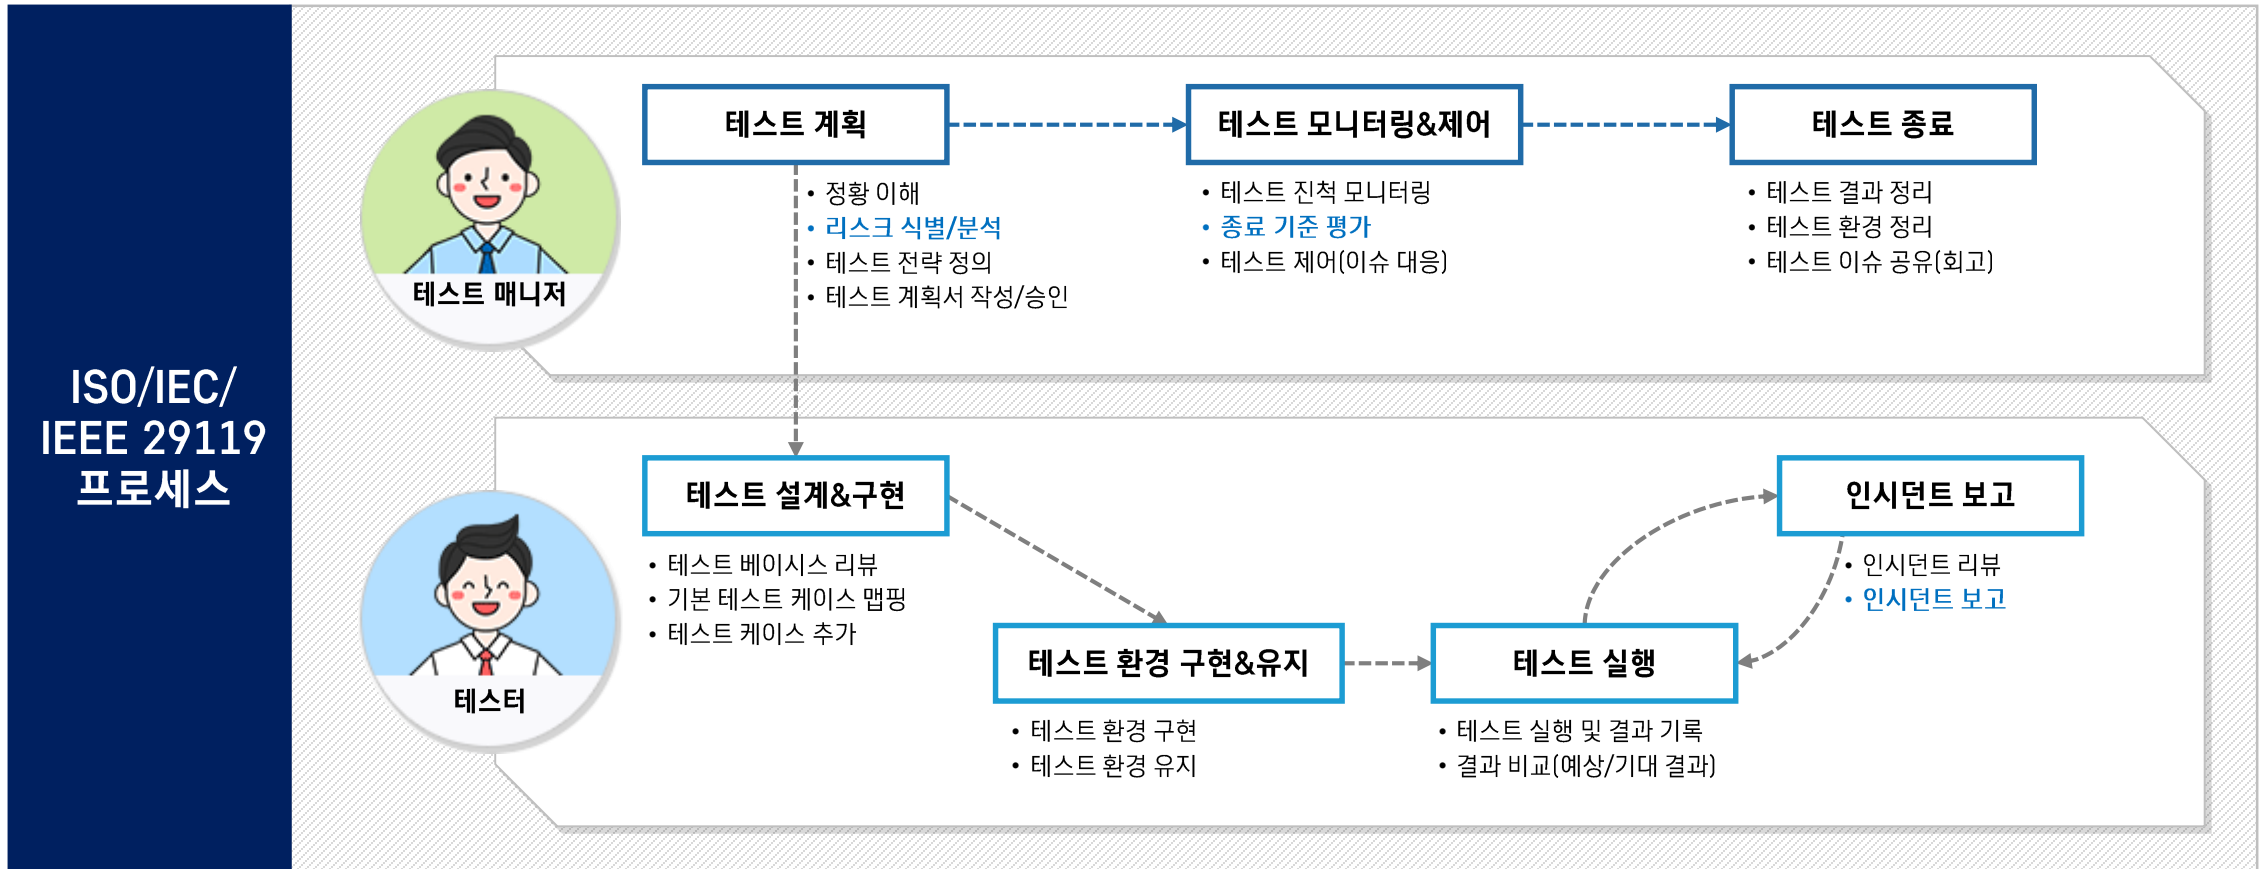 ISO/IEC/
IEEE 29119
프로세스
테스트 매니저
테스트 계획
• 정황 이해
• 리스크 식별/분석
• 테스트 전략 정의
• 테스트 계획서 작성/승인
테스트 모니터링&제어
• 테스트 진척 모니터링
• 종료 기준 평가
• 테스트 제어(이슈 대응)
테스트 종료
• 테스트 결과 정리
• 테스트 환경 정리
• 테스트 이슈 공유(회고)
테스터
테스트 설계&구현
• 테스트 베이시스 리뷰
• 기본 테스트 케이스 맵핑
• 테스트 케이스 추가
테스트 환경 구현&유지
• 테스트 환경 구현
• 테스트 환경 유지
테스트 실행
• 테스트 실행 및 결과 기록
• 결과 비교(예상/기대 결과)
인시던트 보고
• 인시던트 리뷰
• 인시던트 보고